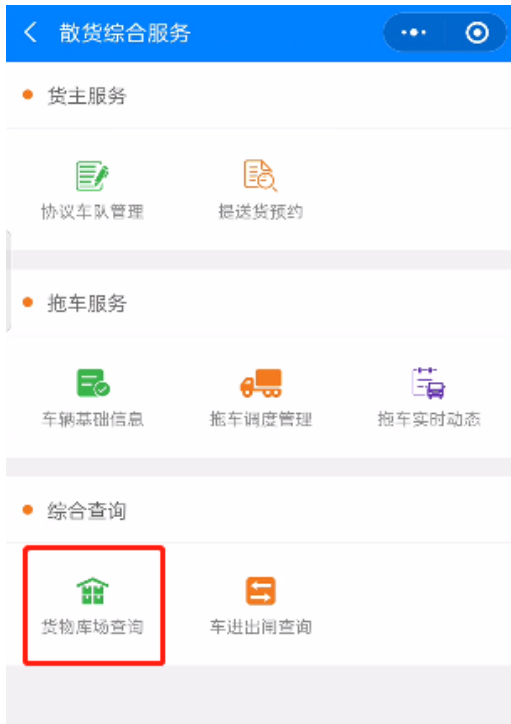 散货综合服务
货主服务
协议车队管理 提送货预约
拖车服务
车辆基础信息 拖车调度管理 拖车实时动态
综合查询
货物库场查询 车进出闸查询